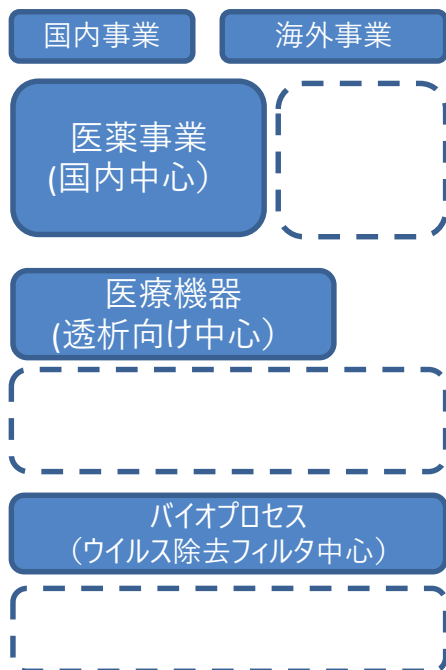 国内事業
海外事業
医薬事業
(国内中心）
医療機器
(透析向け中心）
バイオプロセス
（ウイルス除去フィルタ中心）